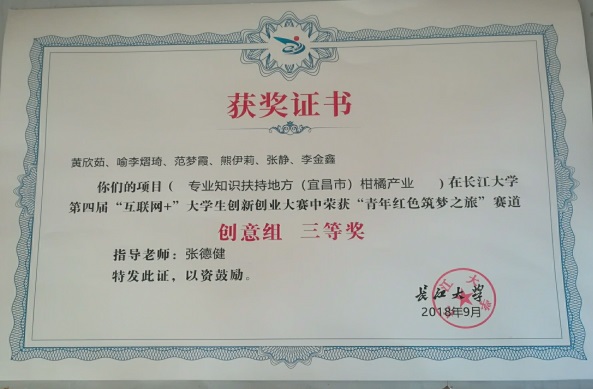 获奖证书
黄欣茹、喻李熠琦、范梦霞、熊伊莉、张静、李金鑫
你们的项目（ 专业知识扶持地方（宜昌市）柑橘产业 ）在长江大学
第四届“互联网+”大学生创新创业大赛中荣获“青年红色筑梦之旅”赛道
创意组 三等奖
指导老师：张德健
特发此证，以资鼓励。
长江大学
2018年9月
长江大学